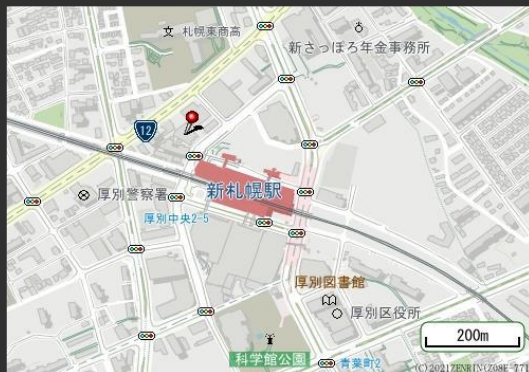 札幌東商高
新さっぽろ年金事務所
12
新札幌駅
厚別警察署
厚別中央2-5
厚別図書館
厚別区役所
200m
科学館公園
青葉町2
(C)2021ZENRIN(Z08E-77)